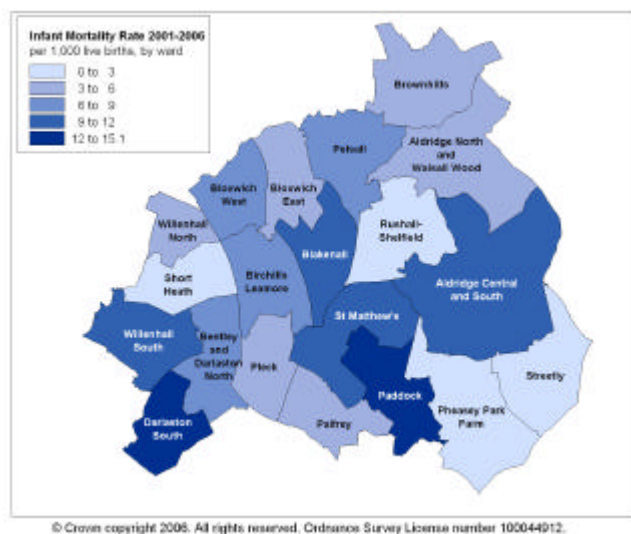 Infant Mortality Rate 2001-2006
per 1,000 live births, by ward
0 to 3
3 to 6
6 to 9
9 to 12
12 to 15.1
Brownhills
Pelsall
Aldridge North
and
Walsall Wood
Bloxwich
West
Bloxwich
East
Willenhall
North
Rushall-
Shelfield
Blakenall
Short
Heath
Birchills
Leamore
Aldridge Central
and South
St Matthew's
Willenhall
South
Bentley
and
Darlaston
North
Pleck
Streetly
Paddock
Pheasey Park
Farm
Darlaston
South
Palfrey
© Crown copyright 2006. All rights reserved. Ordnance Survey License number 100044912.